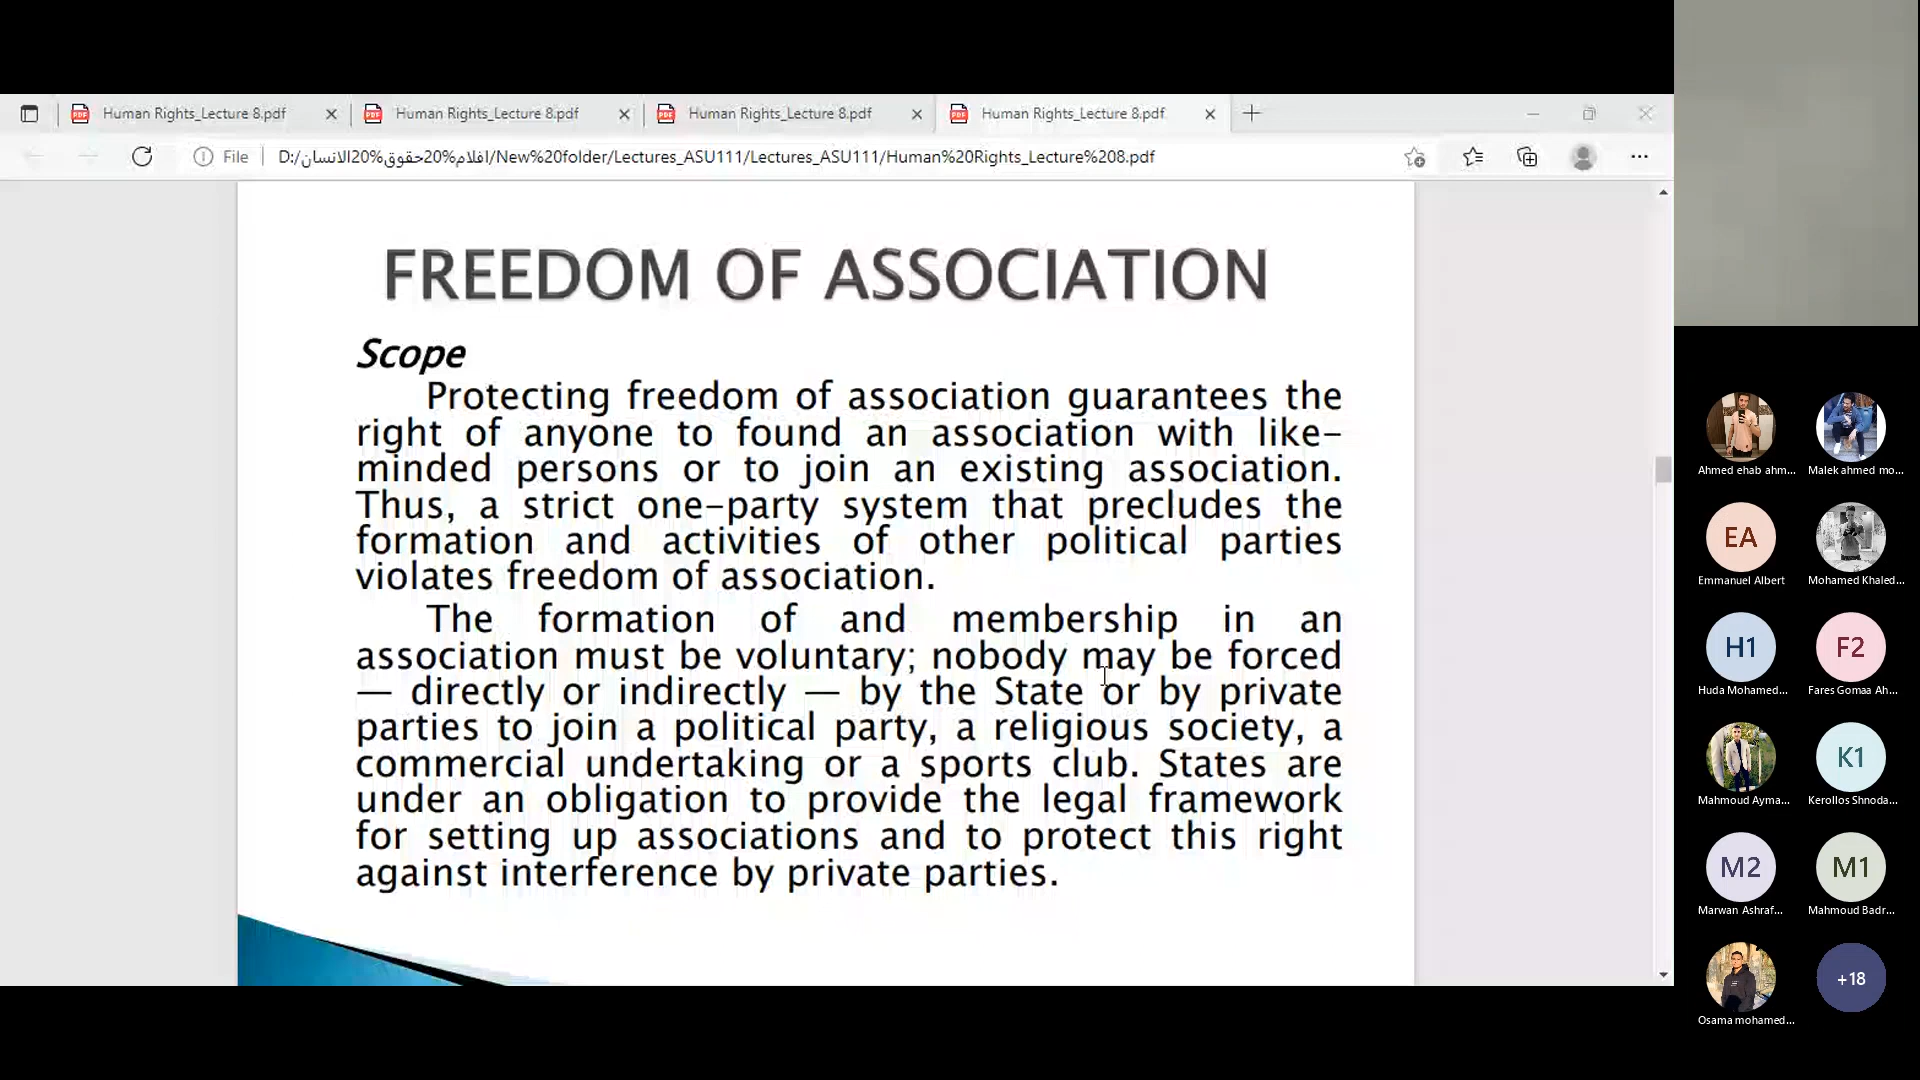 Human Rights_Lecture 8.pdf
Human Rights_Lecture 8.pdf
Human Rights_Lecture 8.pdf
Human Rights_Lecture 8.pdf
File
D:/افلام%20حقوق%20الانسان/New%20folder/Lectures_ASU111/Lectures_ASU111/Human%20Rights_Lecture%208.pdf
FREEDOM OF ASSOCIATION
Scope
Protecting freedom of association guarantees the
right of anyone to found an association with like–
minded persons or to join an existing association.
Thus, a strict one–party system that precludes the
formation and activities of other political parties
violates freedom of association.
The formation of and membership in an
association must be voluntary; nobody may be forced
— directly or indirectly — by the State or by private
parties to join a political party, a religious society, a
commercial undertaking or a sports club. States are
under an obligation to provide the legal framework
for setting up associations and to protect this right
against interference by private parties.
Ahmed ehab ahm...
Malek ahmed mo...
EA
Emmanuel Albert
Mohamed Khaled...
H1
Huda Mohamed...
F2
Fares Gomaa Ah...
Mahmoud Ayma...
K1
Kerollos Shnoda...
M2
Marwan Ashraf...
M1
Mahmoud Badr...
Osama mohamed...
+18